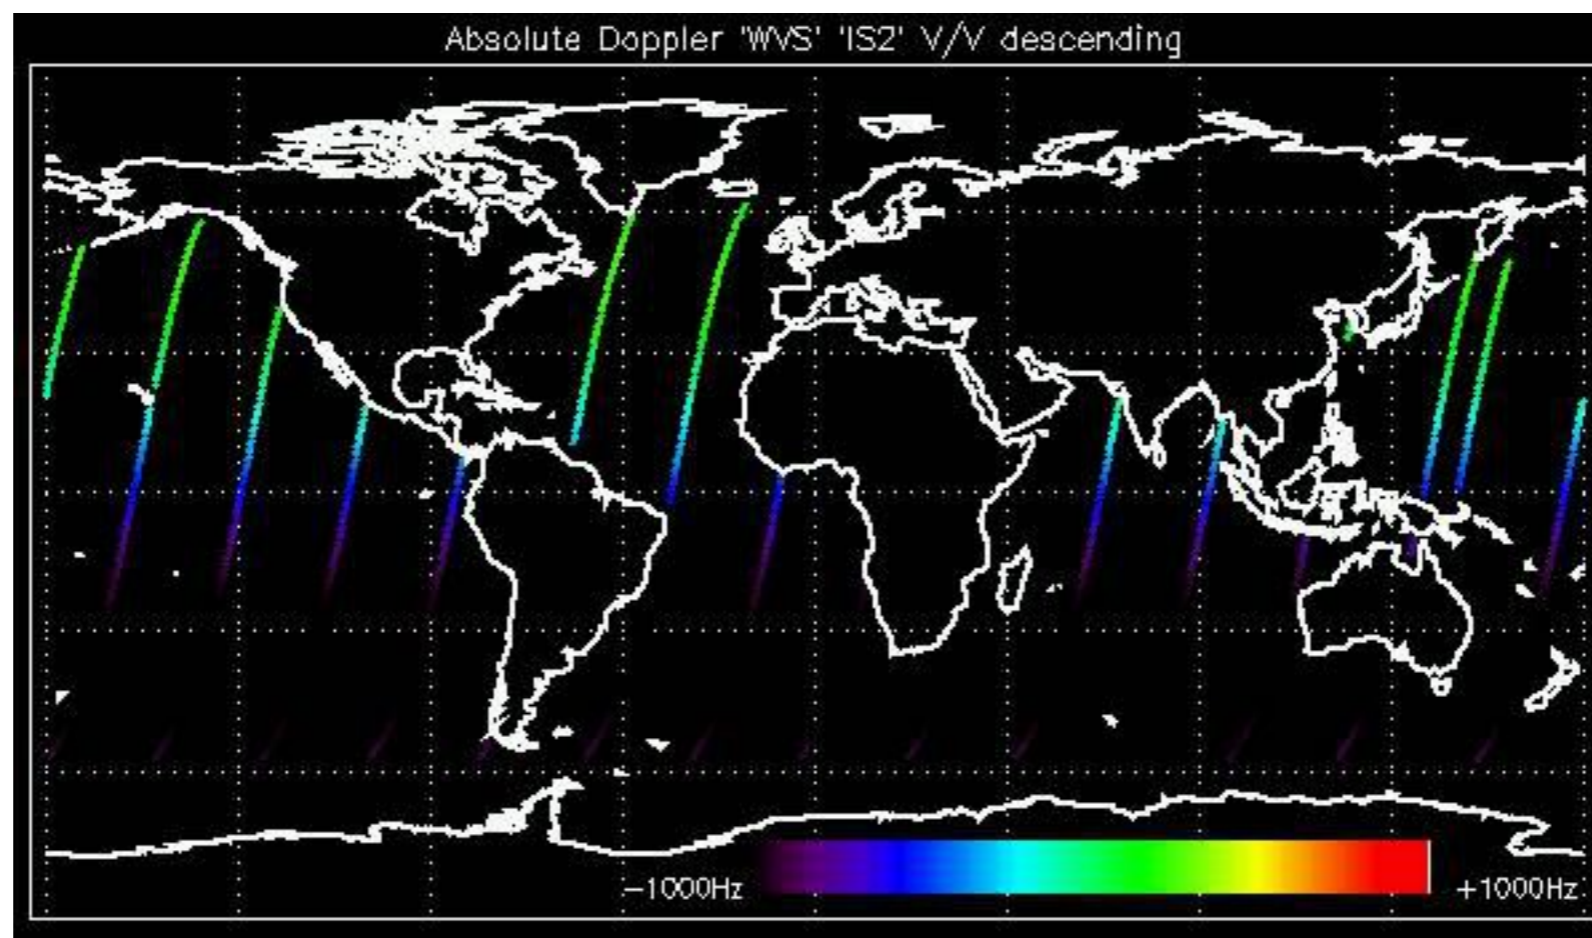 Absolute Doppler 'WVS' 'IS2' V/V descending
−1000Hz +1000Hz